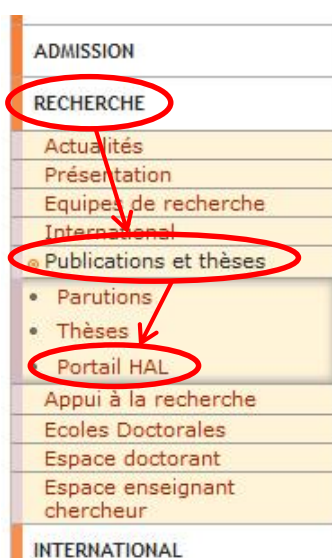 ADMISSION
RECHERCHE
Actualités
Présentation
Equipes de recherche
International
Publications et thèses
Parutions
Thèses
Portail HAL
Appui à la recherche
Ecoles Doctorales
Espace doctorant
Espace enseignant
chercheur
INTERNATIONAL